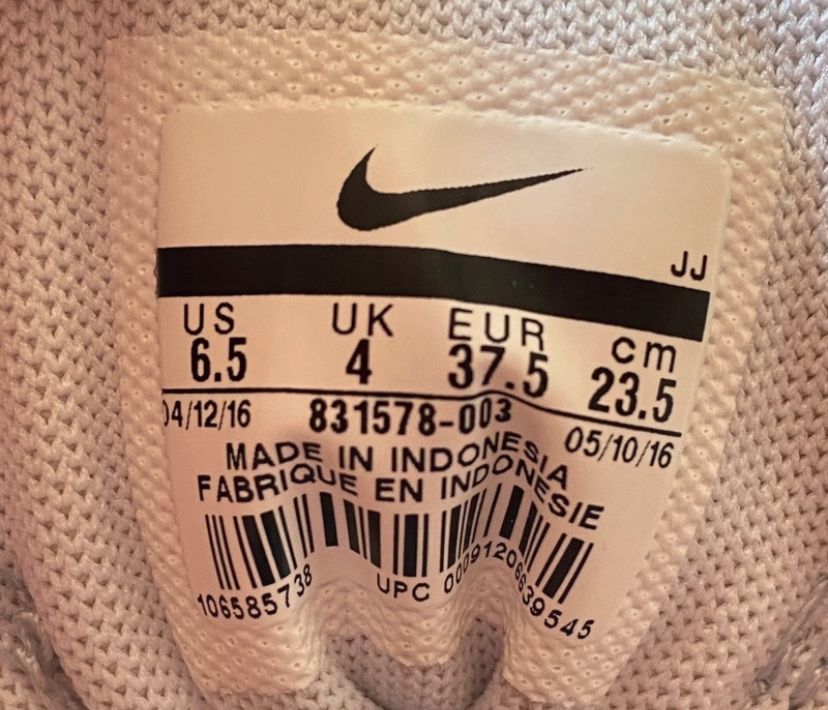 JJ
US UK EUR cm
6.5 4 37.5 23.5
04/12/16 831578-003 05/10/16
MADE IN INDONESIA
FABRIQUE EN INDONESIE
106585738 UPC 00091206639545